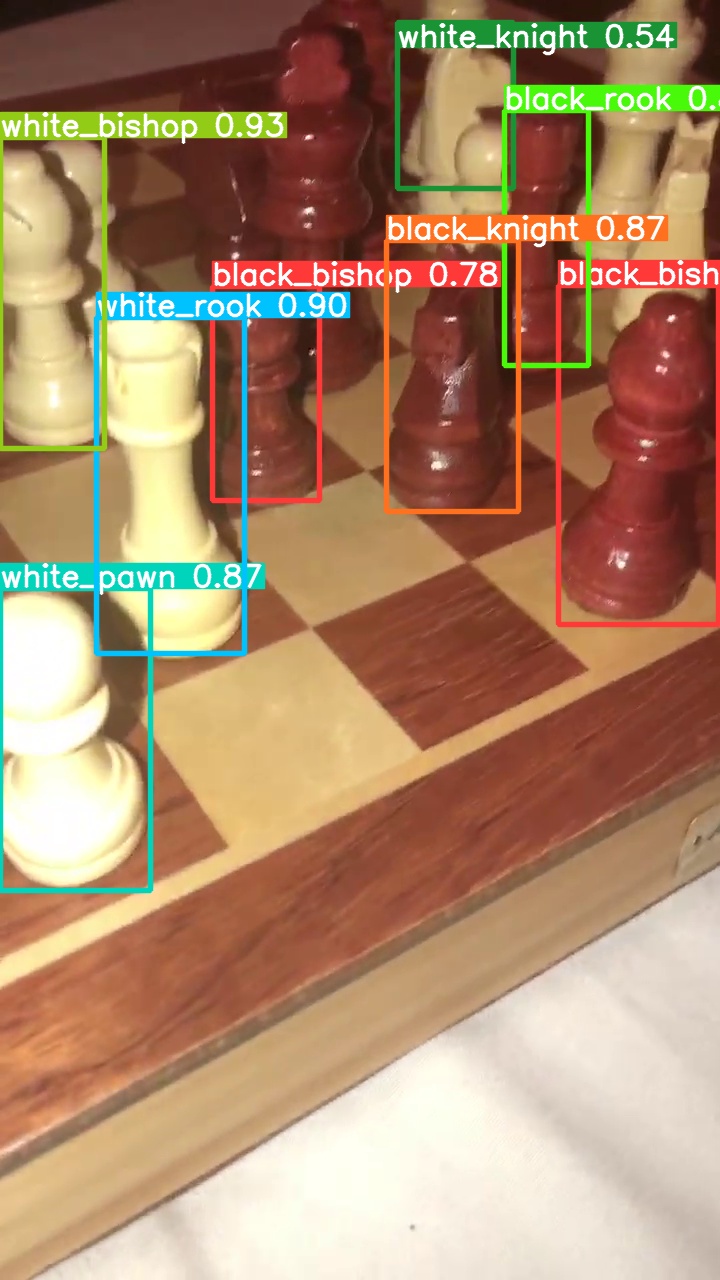 white_knight 0.54
black_rook 0.8
white_bishop 0.93
black_knight 0.87
black_bishop 0.78
black_bish
white_rook 0.90
white_pawn 0.87